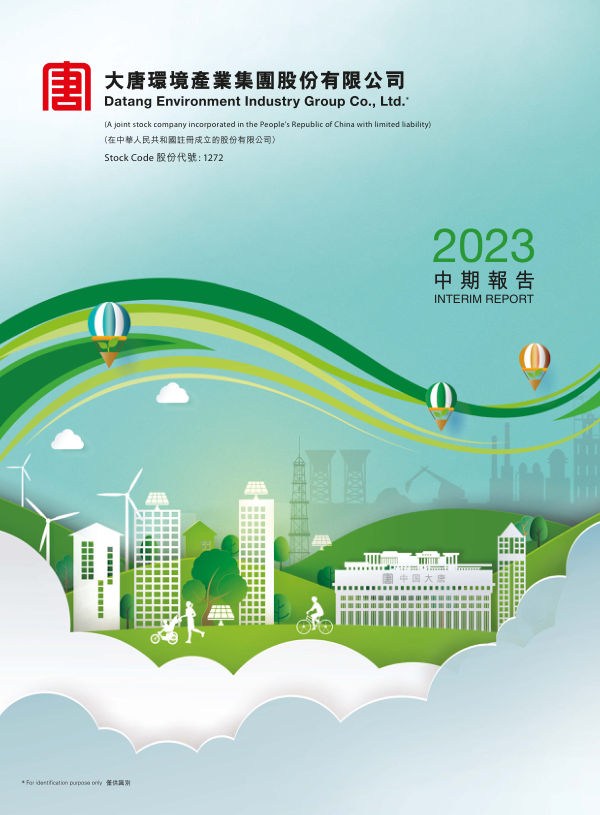 唐
大唐環境產業集團股份有限公司
Datang Environment Industry Group Co., Ltd.*
(A joint stock company incorporated in the People's Republic of China with limited liability)
(在中華人民共和國註冊成立的股份有限公司)
Stock Code 股份代號 : 1272
2023
中期報告
INTERIM REPORT
中国大唐
* For identification purpose only 僅供識別